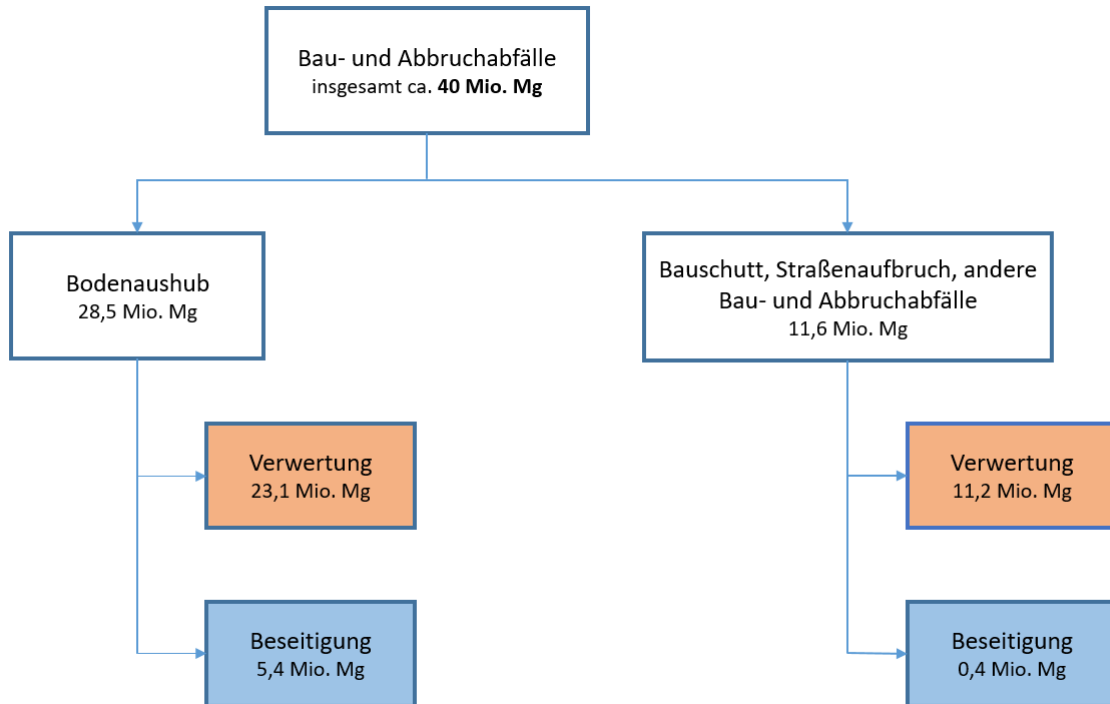 Bau- und Abbruchabfälle
insgesamt ca. 40 Mio. Mg
Bodenaushub
28,5 Mio. Mg
Bauschutt, Straßenaufbruch, andere
Bau- und Abbruchabfälle
11,6 Mio. Mg
Verwertung
23,1 Mio. Mg
Verwertung
11,2 Mio. Mg
Beseitigung
5,4 Mio. Mg
Beseitigung
0,4 Mio. Mg